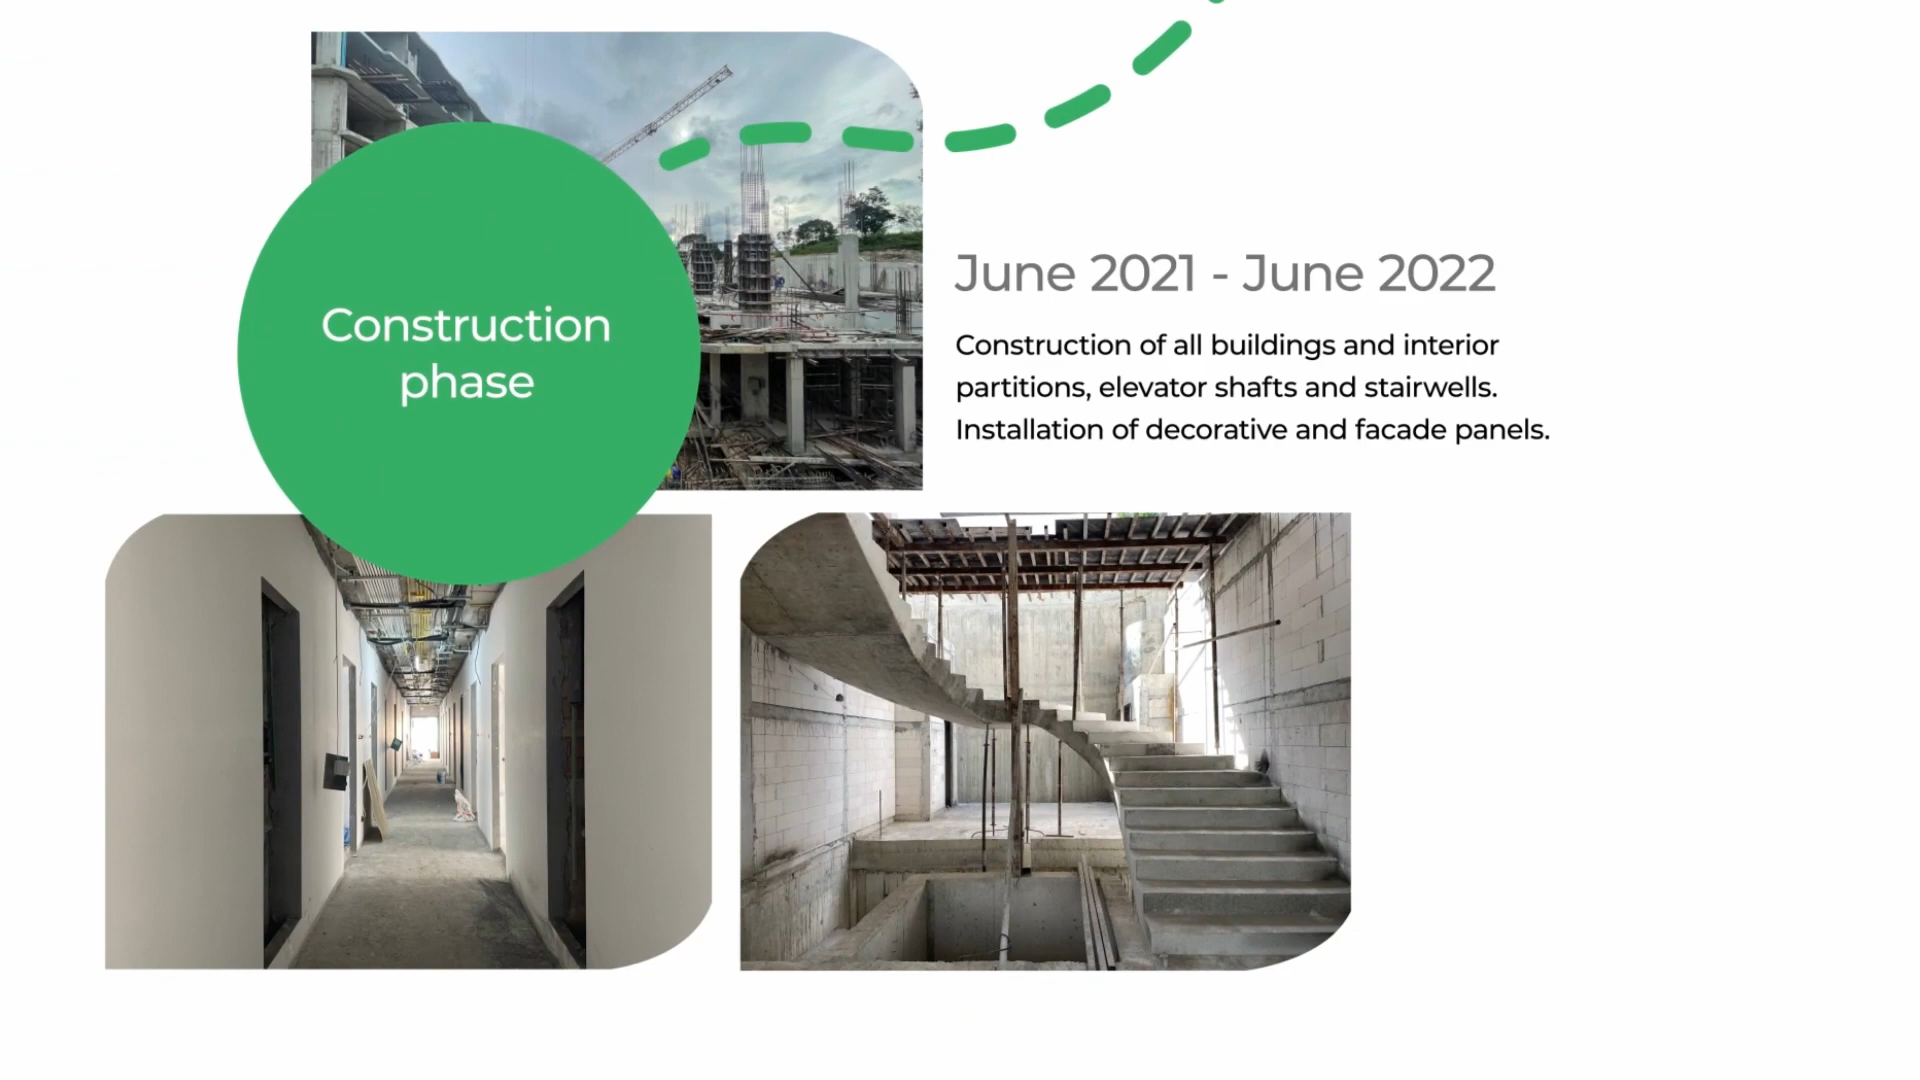 Construction
phase
June 2021 - June 2022
Construction of all buildings and interior
partitions, elevator shafts and stairwells.
Installation of decorative and facade panels.